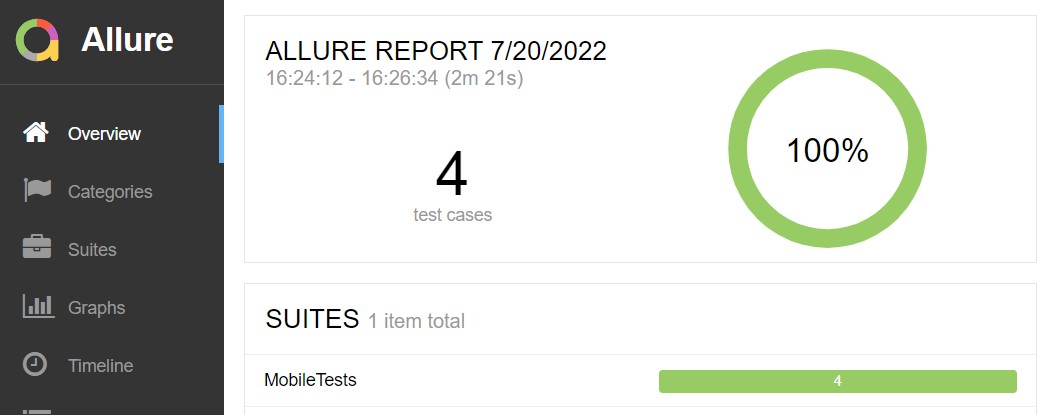 Allure
Overview
Categories
Suites
Graphs
Timeline
ALLURE REPORT 7/20/2022
16:24:12 - 16:26:34 (2m 21s)
4
test cases
100%
SUITES 1 item total
MobileTests 4